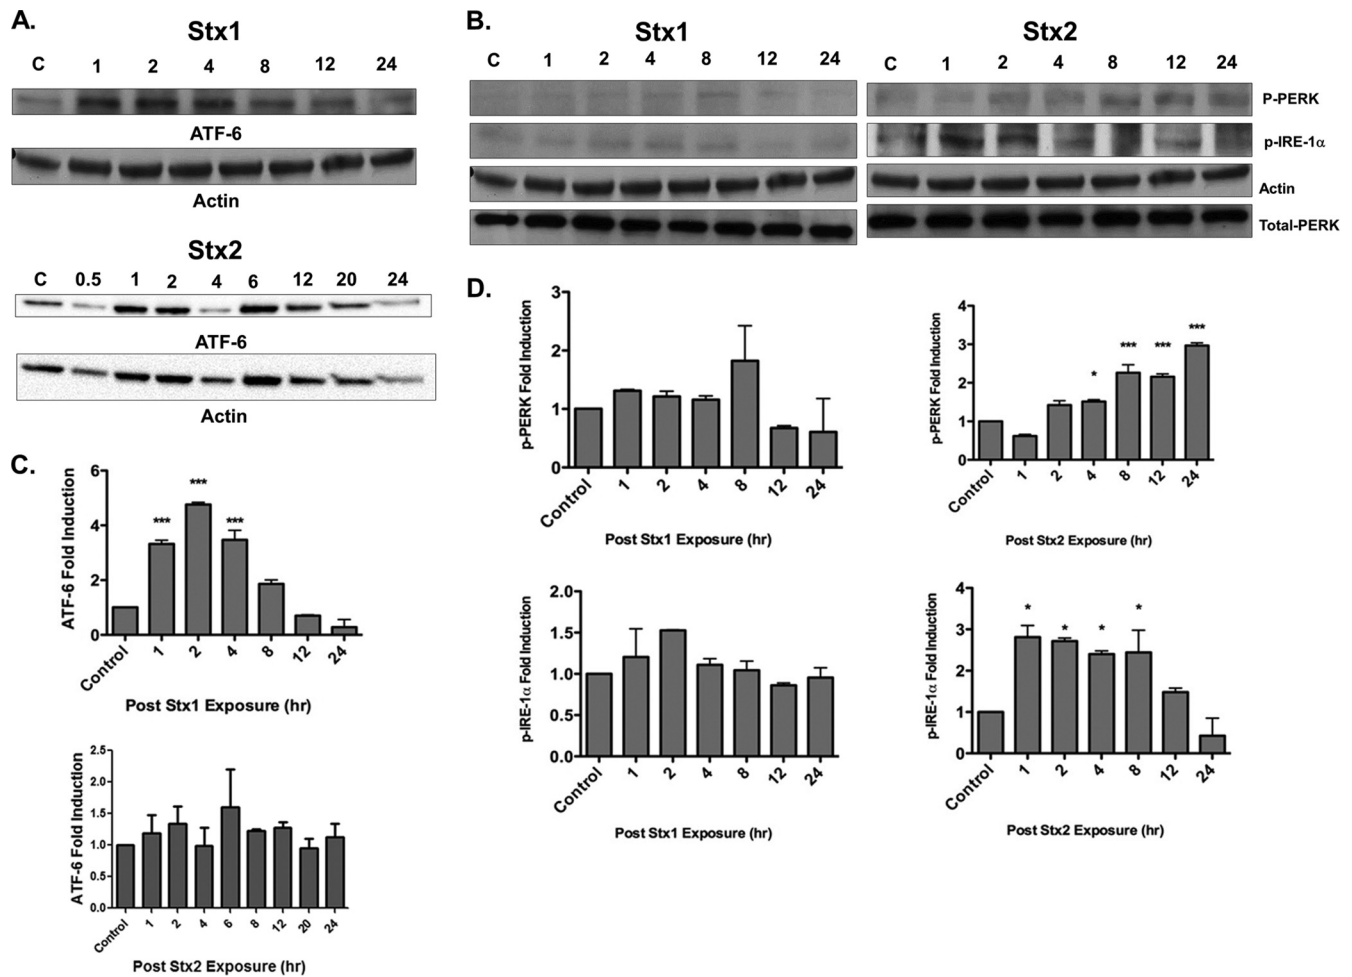 A.
Stx1
C 1 2 4 8 12 24
ATF-6
Actin
Stx2
C 0.5 1 2 4 6 12 20 24
ATF-6
Actin
B.
Stx1
C 1 2 4 8 12 24
Stx2
C 1 2 4 8 12 24
P-PERK
p-IRE-1α
Actin
Total-PERK
C.
ATF-6 Fold Induction
6
4
2
0
*** *** ***
Control 1 2 4 8 12 24
Post Stx1 Exposure (hr)
ATF-6 Fold Induction
2.5
2.0
1.5
1.0
0.5
0.0
Control 1 2 4 6 8 12 20 24
Post Stx2 Exposure (hr)
D.
p-PERK Fold Induction
3
2
1
0
Control 1 2 4 8 12 24
Post Stx1 Exposure (hr)
p-PERK Fold Induction
4
3
2
1
0
* *** *** ***
Control 1 2 4 8 12 24
Post Stx2 Exposure (hr)
p-IRE-1α Fold Induction
2.0
1.5
1.0
0.5
0.0
Control 1 2 4 8 12 24
Post Stx1 Exposure (hr)
p-IRE-1α Fold Induction
4
3
2
1
0
* * * *
Control 1 2 4 8 12 24
Post Stx2 Exposure (hr)